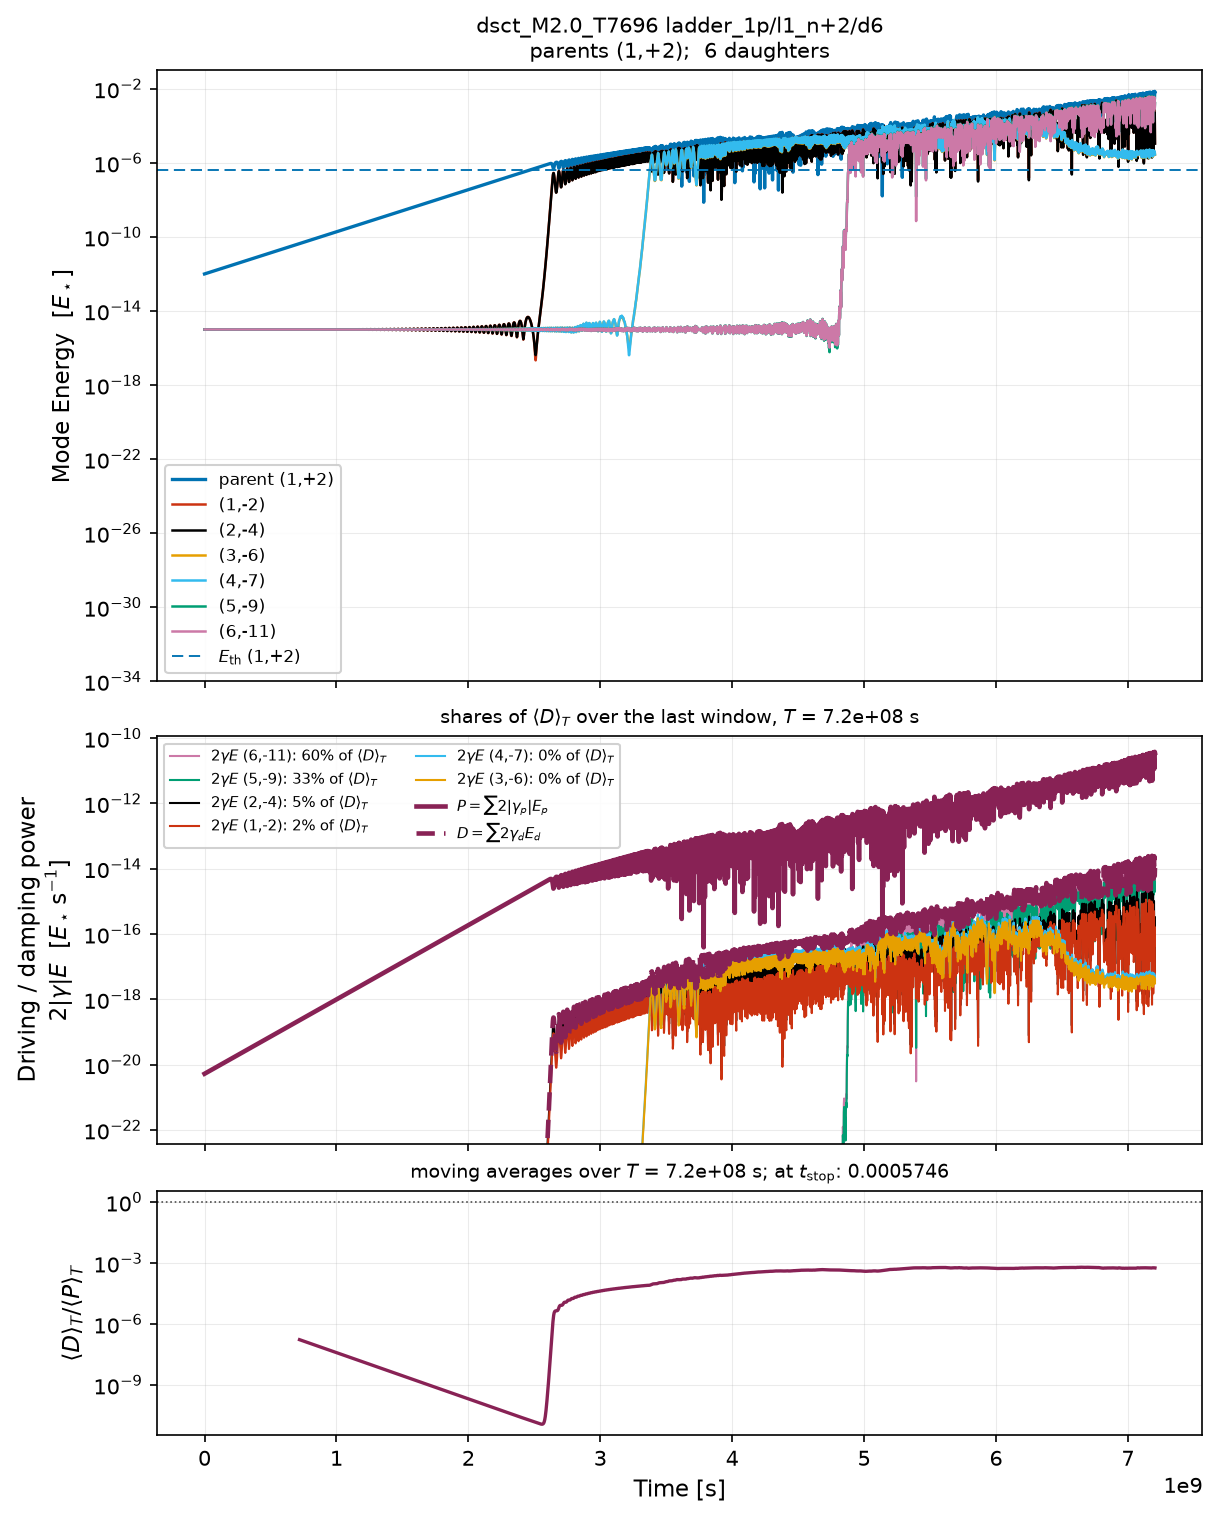 dsct_M2.0_T7696 ladder_1p/l1_n+2/d6
parents (1,+2);  6 daughters
10⁻²
10⁻⁶
10⁻¹⁰
10⁻¹⁴
10⁻¹⁸
10⁻²²
10⁻²⁶
10⁻³⁰
10⁻³⁴
Mode Energy [E⋆]
parent (1,+2)
(1,-2)
(2,-4)
(3,-6)
(4,-7)
(5,-9)
(6,-11)
E_th (1,+2)
shares of ⟨D⟩_T over the last window, T = 7.2e+08 s
10⁻¹⁰
10⁻¹²
10⁻¹⁴
10⁻¹⁶
10⁻¹⁸
10⁻²⁰
10⁻²²
Driving / damping power
2|γ|E [E⋆ s⁻¹]
2γE (6,-11): 60% of ⟨D⟩_T
2γE (5,-9): 33% of ⟨D⟩_T
2γE (2,-4): 5% of ⟨D⟩_T
2γE (1,-2): 2% of ⟨D⟩_T
2γE (4,-7): 0% of ⟨D⟩_T
2γE (3,-6): 0% of ⟨D⟩_T
P = ∑2|γ_p|E_p
D = ∑2γ_dE_d
moving averages over T = 7.2e+08 s; at t_stop: 0.0005746
10⁰
10⁻³
10⁻⁶
10⁻⁹
⟨D⟩_T/⟨P⟩_T
0 1 2 3 4 5 6 7
1e9
Time [s]